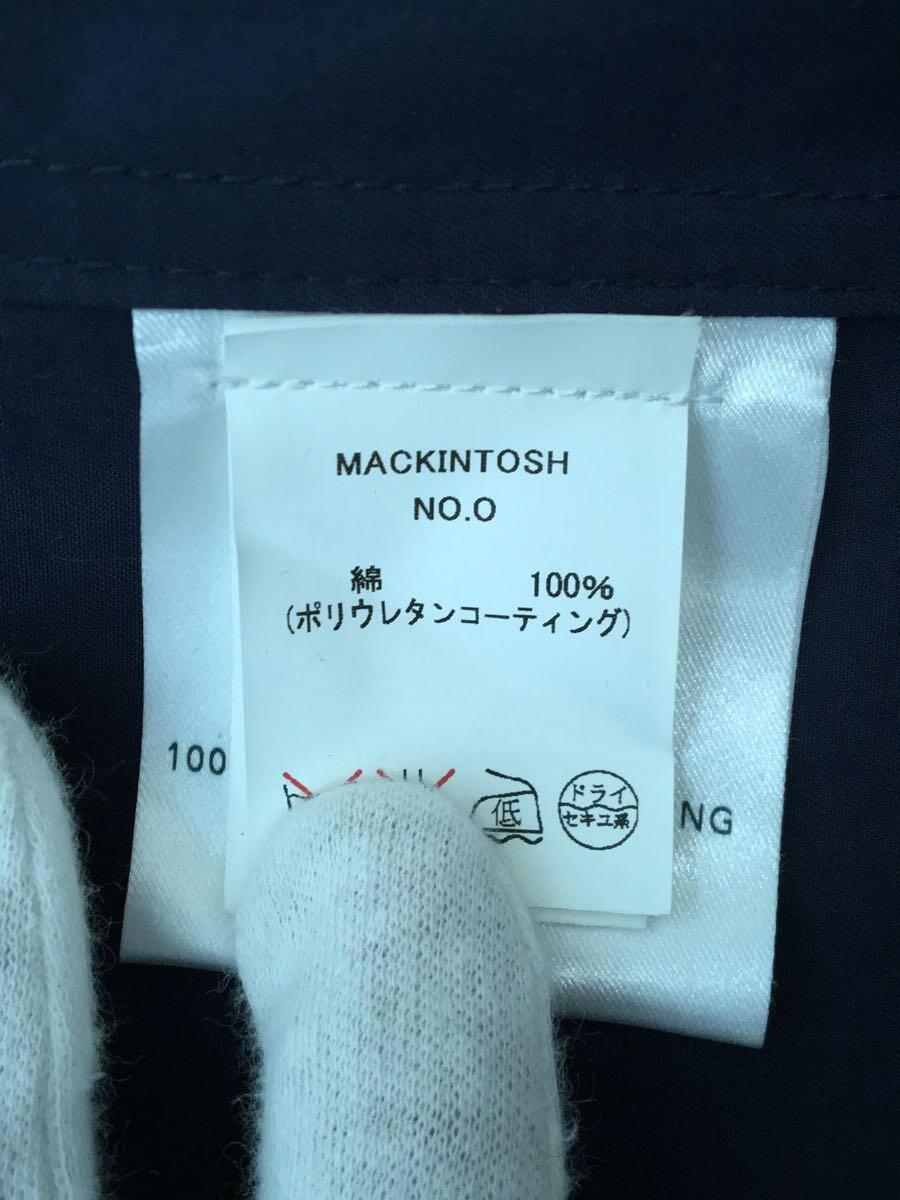 MACKINTOSH
NO.O
綿 100%
(ポリウレタンコーティング)
100
低
ドライ
セキユ系
NG